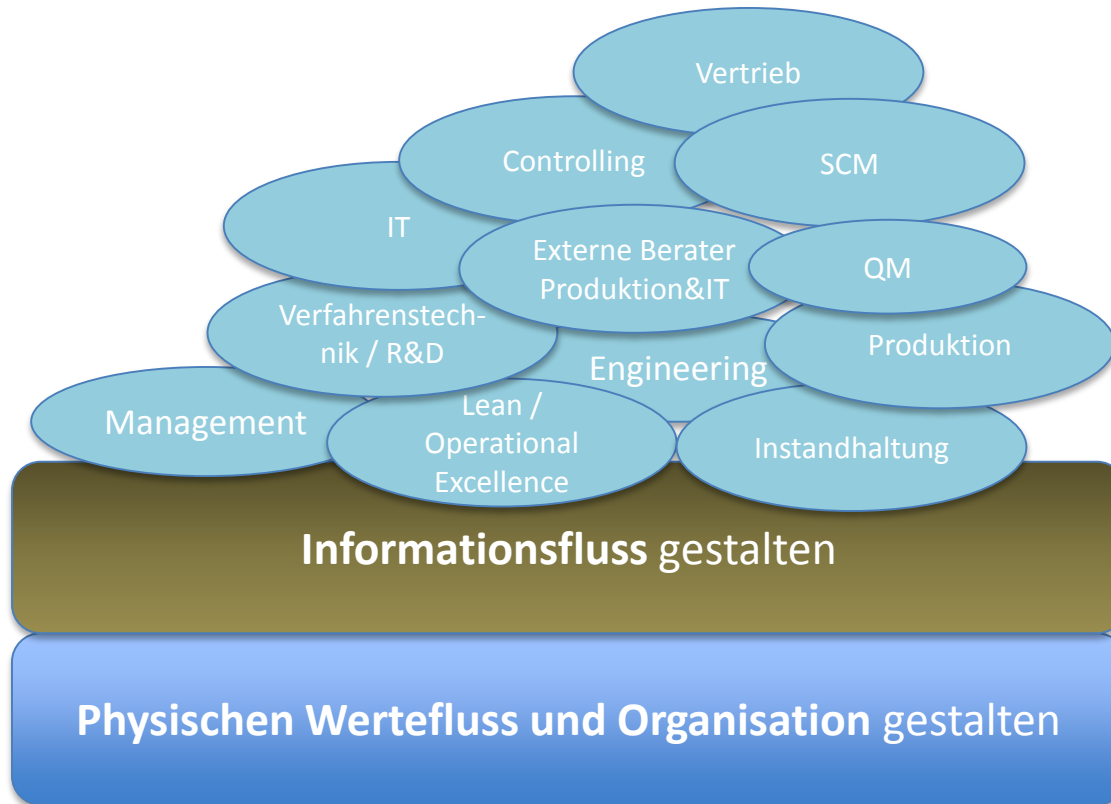 Vertrieb
Controlling
SCM
IT
Externe Berater
Produktion&IT
QM
Verfahrenstech-
nik / R&D
Produktion
Engineering
Management
Lean /
Operational
Excellence
Instandhaltung
Informationsfluss gestalten
Physischen Wertefluss und Organisation gestalten